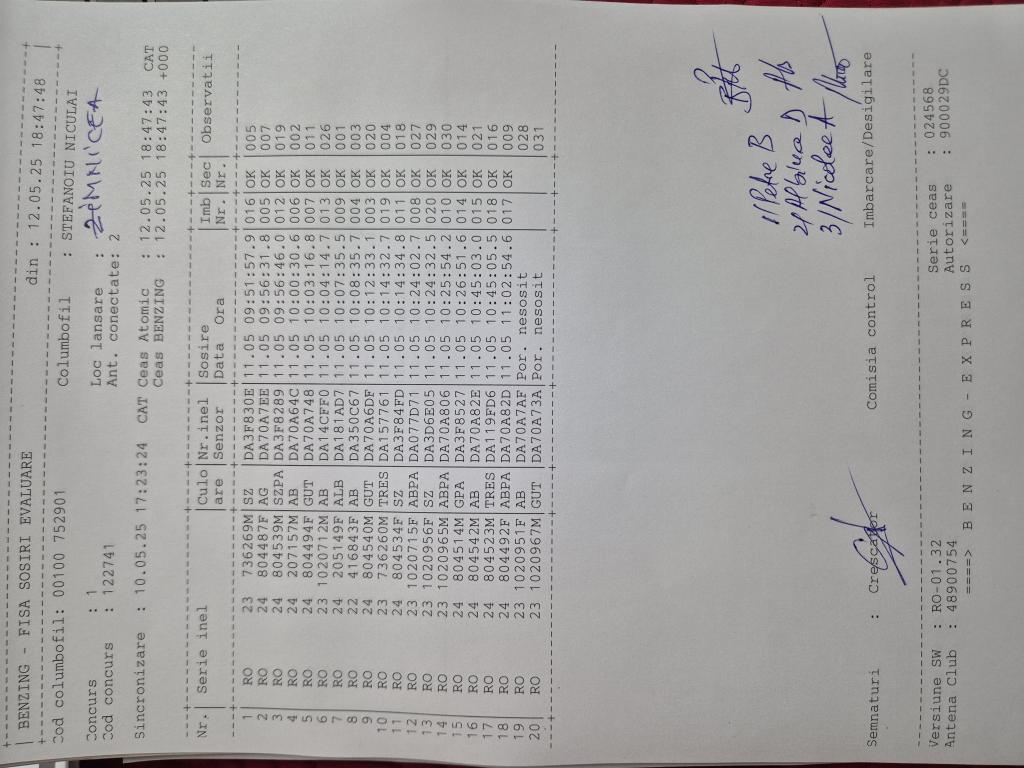 BENZING - FISA SOSIRI EVALUARE din : 12.05.25 18:47:48
Cod columbofil: 00100 752901 Columbofil : STEFANOIU NICULAI
Concurs : 1 Loc lansare : ZIMNICEA
Cod concurs : 122741 Ant. conectate: 2
Sincronizare : 10.05.25 17:23:24 CAT Ceas Atomic : 12.05.25 18:47:43 CAT
Ceas BENZING : 12.05.25 18:47:43 +000
Nr. | Serie inel |Culo|Nr.inel |Sosire |Imb|Sec| Observatii
are |Senzor |Data Ora |Nr.|Nr.|
1 RO 23 736269M SZ DA3F830E 11.05 09:51:57.9 016 OK 005
2 RO 24 804487F AG DA70A7EE 11.05 09:56:31.8 005 OK 007
3 RO 24 804539M SZPA DA3F8289 11.05 09:56:46.0 012 OK 019
4 RO 24 207157M AB DA70A64C 11.05 10:00:30.6 006 OK 002
5 RO 24 804494F GUT DA70A748 11.05 10:03:16.8 007 OK 011
6 RO 23 1020712M AB DA14CFF0 11.05 10:04:14.7 013 OK 026
7 RO 24 205149F ALB DA181AD7 11.05 10:07:35.5 009 OK 001
8 RO 22 416843F AB DA350C67 11.05 10:08:35.7 004 OK 003
9 RO 24 804540M GUT DA70A6DF 11.05 10:12:33.1 003 OK 020
10 RO 23 736260M TRES DA157761 11.05 10:14:32.7 019 OK 004
11 RO 24 804534F SZ DA3F84FD 11.05 10:14:34.8 011 OK 018
12 RO 23 1020715F ABPA DA077D71 11.05 10:24:02.7 008 OK 027
13 RO 23 1020956F SZ DA3D6E05 11.05 10:24:32.5 020 OK 029
14 RO 23 1020965M ABPA DA70A806 11.05 10:25:54.2 010 OK 030
15 RO 24 804514M GPA DA3F8527 11.05 10:26:51.6 014 OK 014
16 RO 24 804542M AB DA70A82E 11.05 10:45:03.0 015 OK 021
17 RO 24 804523M TRES DA119FD6 11.05 10:45:05.5 018 OK 016
18 RO 24 804492F ABPA DA70A82D 11.05 11:02:54.6 017 OK 009
19 RO 23 1020951F AB DA70A7AF Por. nesosit 028
20 RO 23 1020967M GUT DA70A73A Por. nesosit 031
1/ Petre B
2/ Albinca D
3/ Nicolae A
Semnaturi : Crescator Comisia control Imbarcare/Desigilare
Versiune SW : RO-01.32 Serie ceas : 024568
Antena Club : 48900754 Autorizare : 900029DC
====> B E N Z I N G - E X P R E S S <====